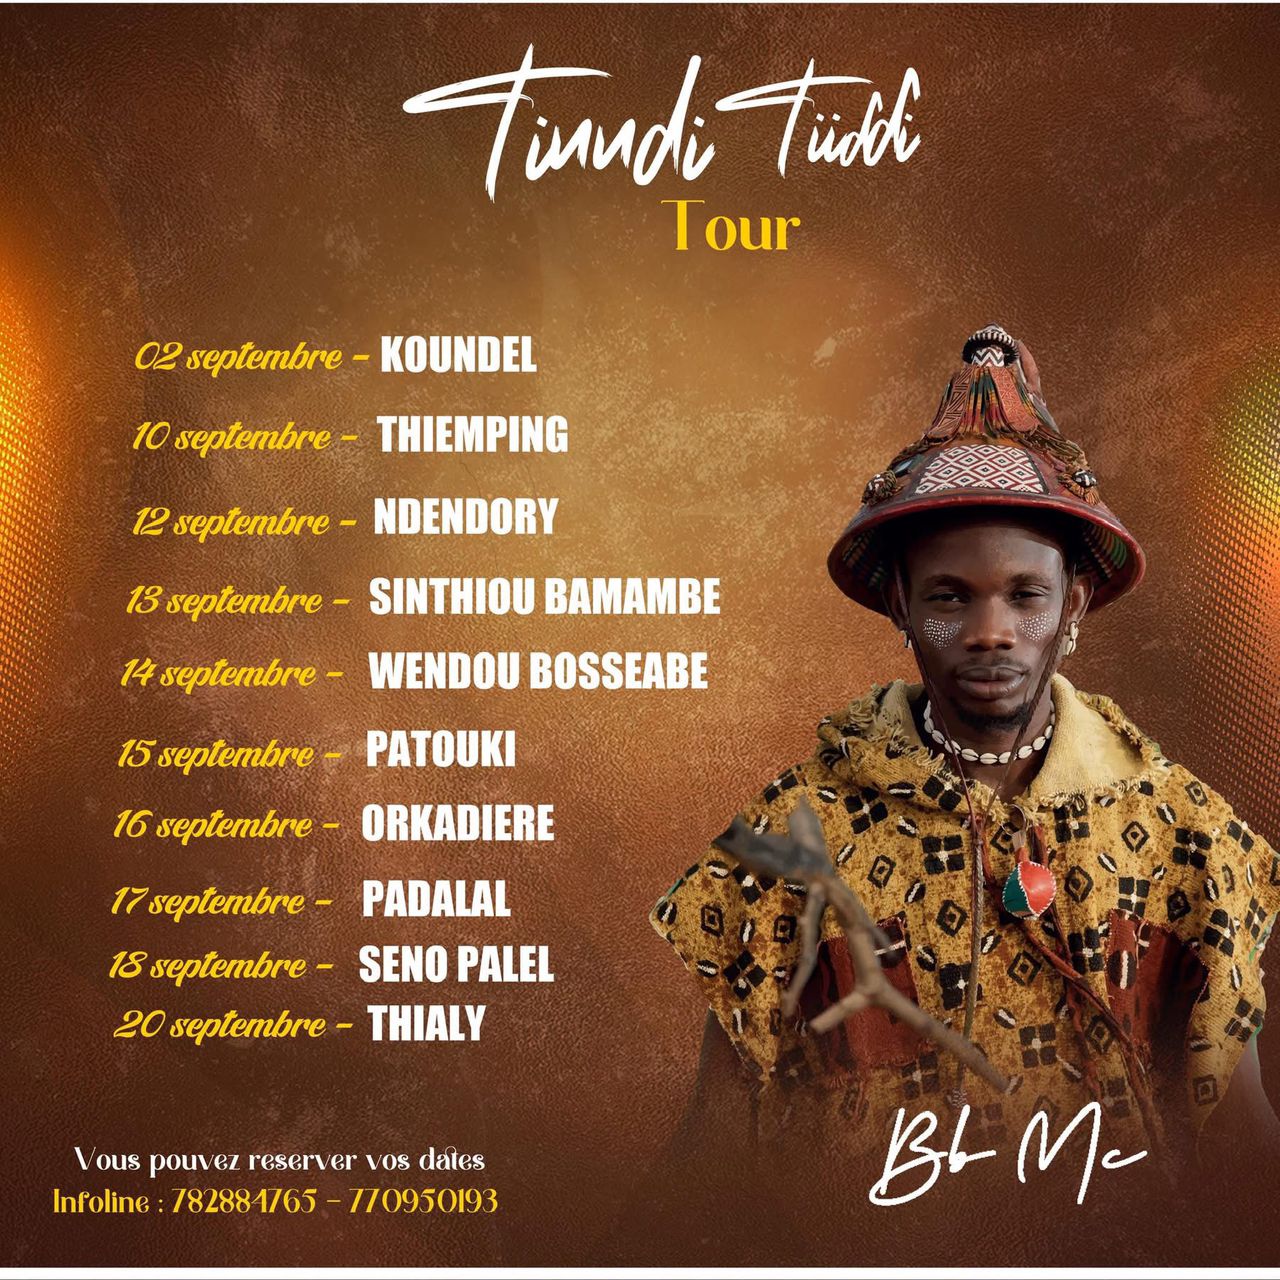 Tinndi Tüddi
Tour
02 septembre - KOUNDEL
10 septembre - THIEMPING
12 septembre - NDENDORY
13 septembre - SINTHIOU BAMAMBE
14 septembre - WENDOU BOSSEABE
15 septembre - PATOUKI
16 septembre - ORKADIERE
17 septembre - PADALAL
18 septembre - SENO PALEL
20 septembre - THIALY
Vous pouvez reserver vos dates
Infoline : 782884765 - 770950193
Bb Mc